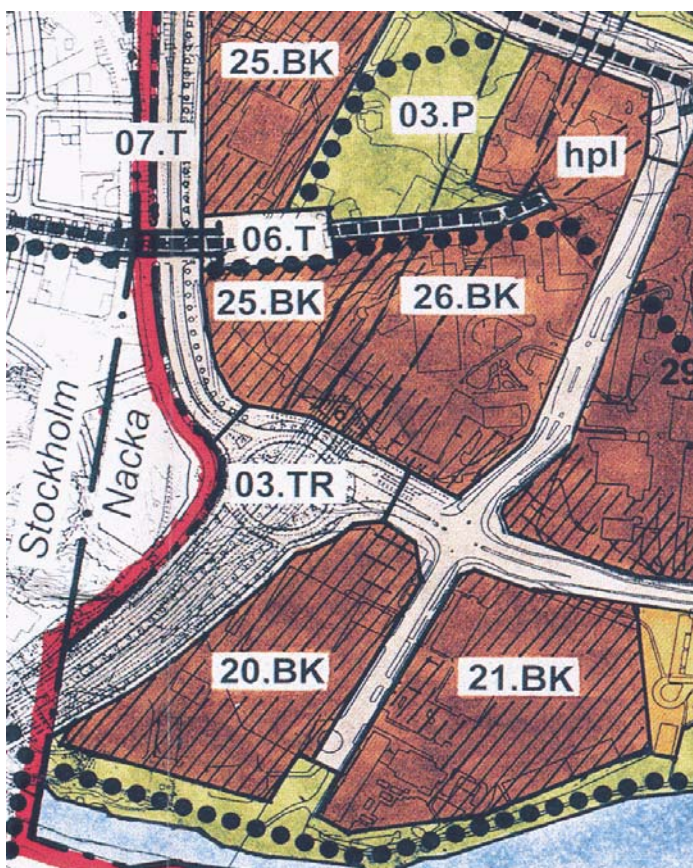 25.BK
03.P
07.T
hpl
06.T
25.BK
26.BK
29
Stockholm
Nacka
03.TR
20.BK
21.BK